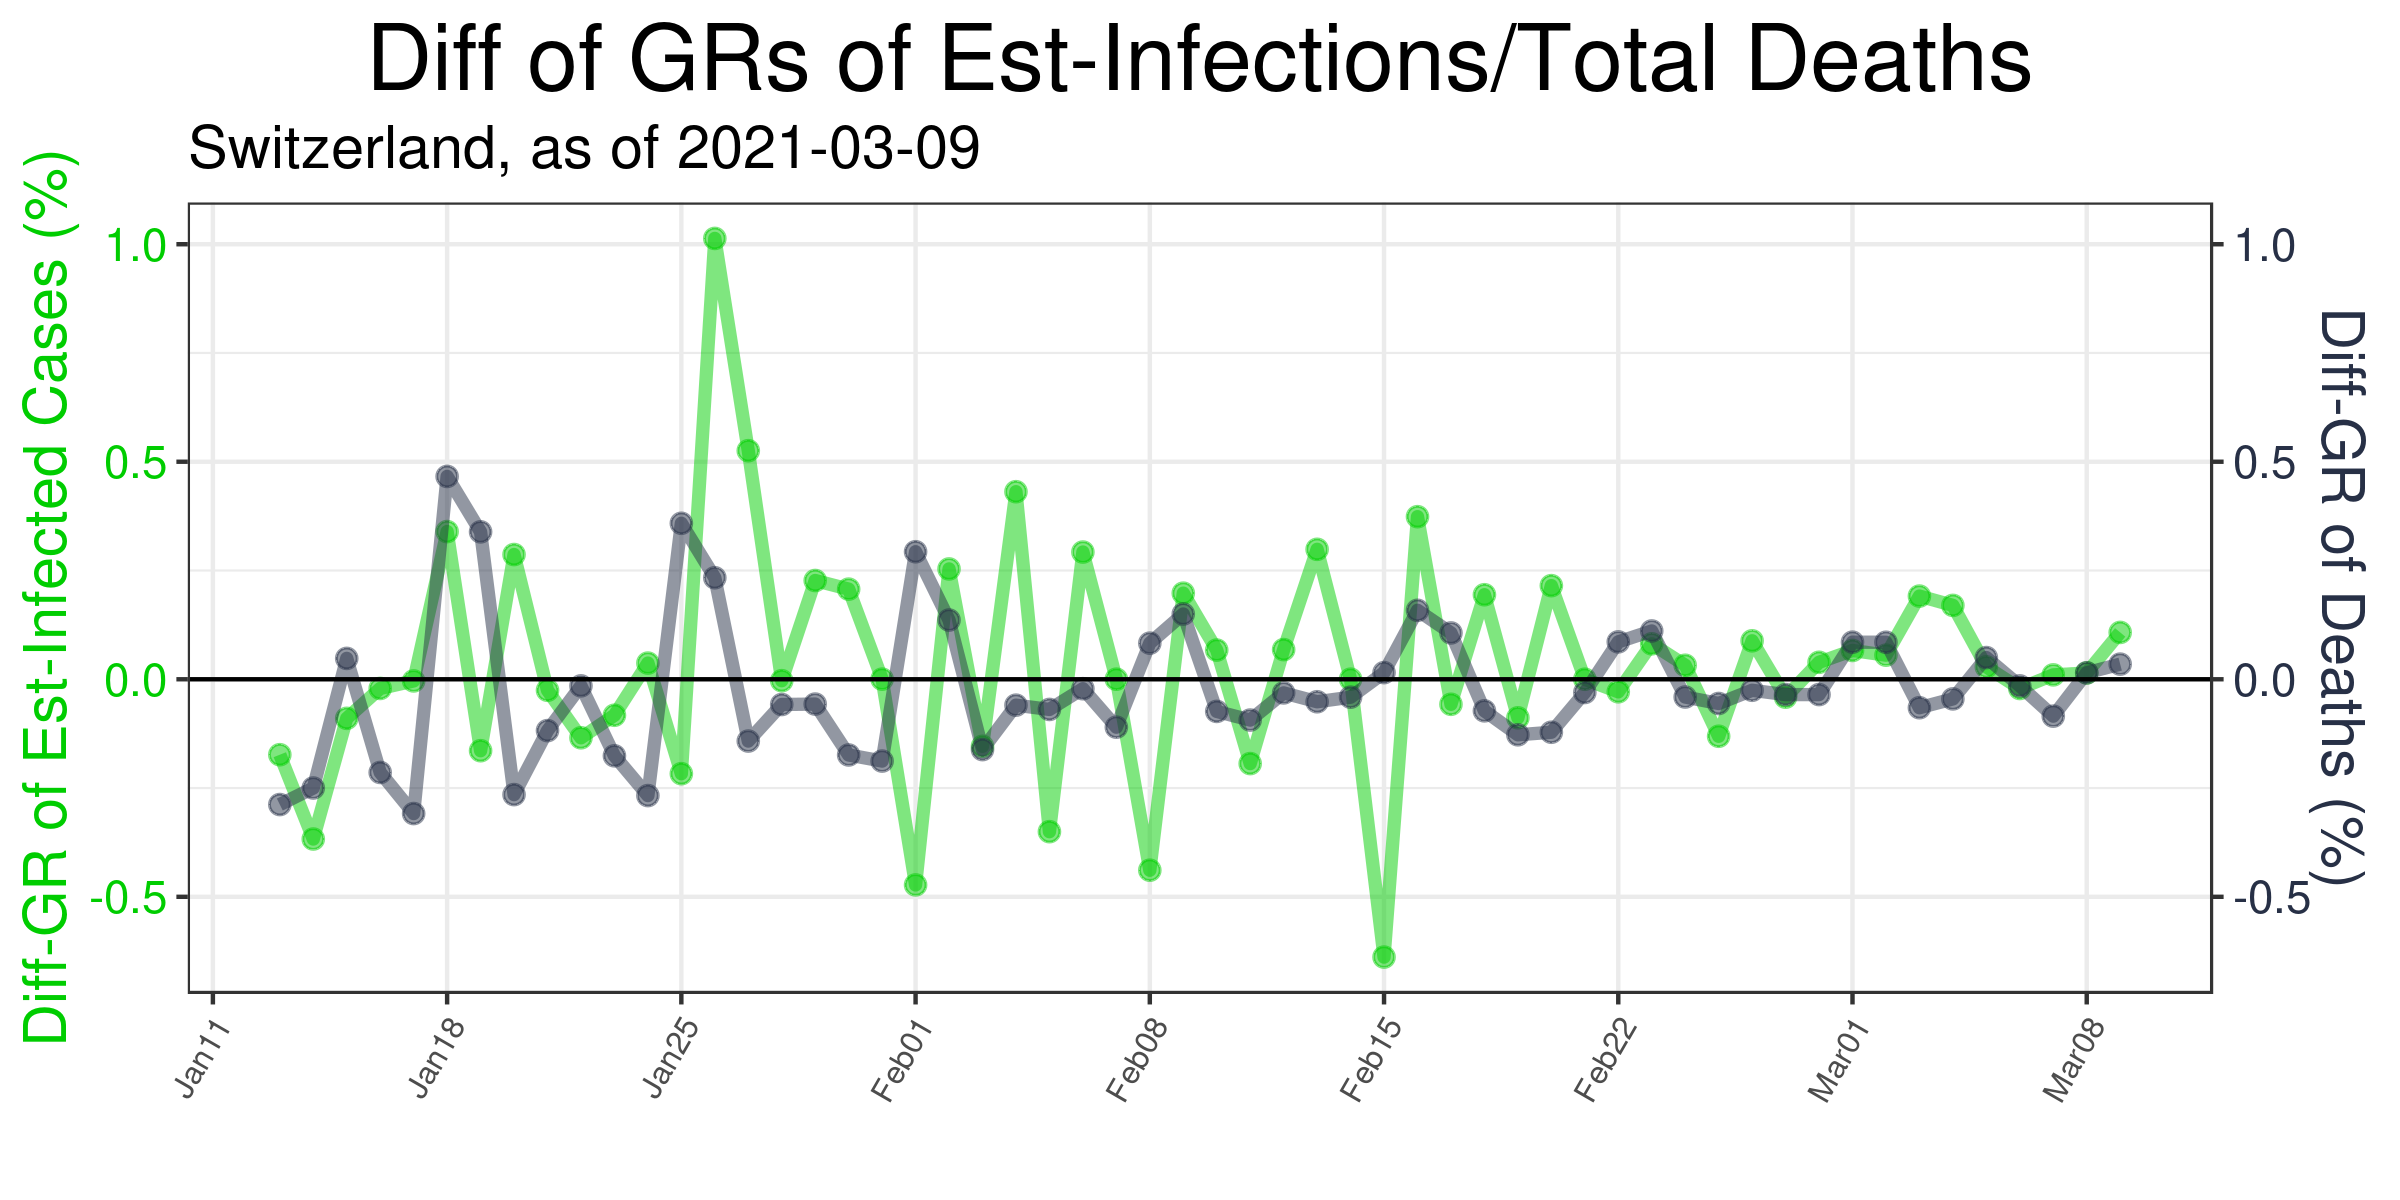 Diff of GRs of Est-Infections/Total Deaths
Switzerland, as of 2021-03-09
Diff-GR of Est-Infected Cases (%)
1.0
0.5
0.0
-0.5
1.0
0.5
0.0
-0.5
Diff-GR of Deaths (%)
Jan11
Jan18
Jan25
Feb01
Feb08
Feb15
Feb22
Mar01
Mar08